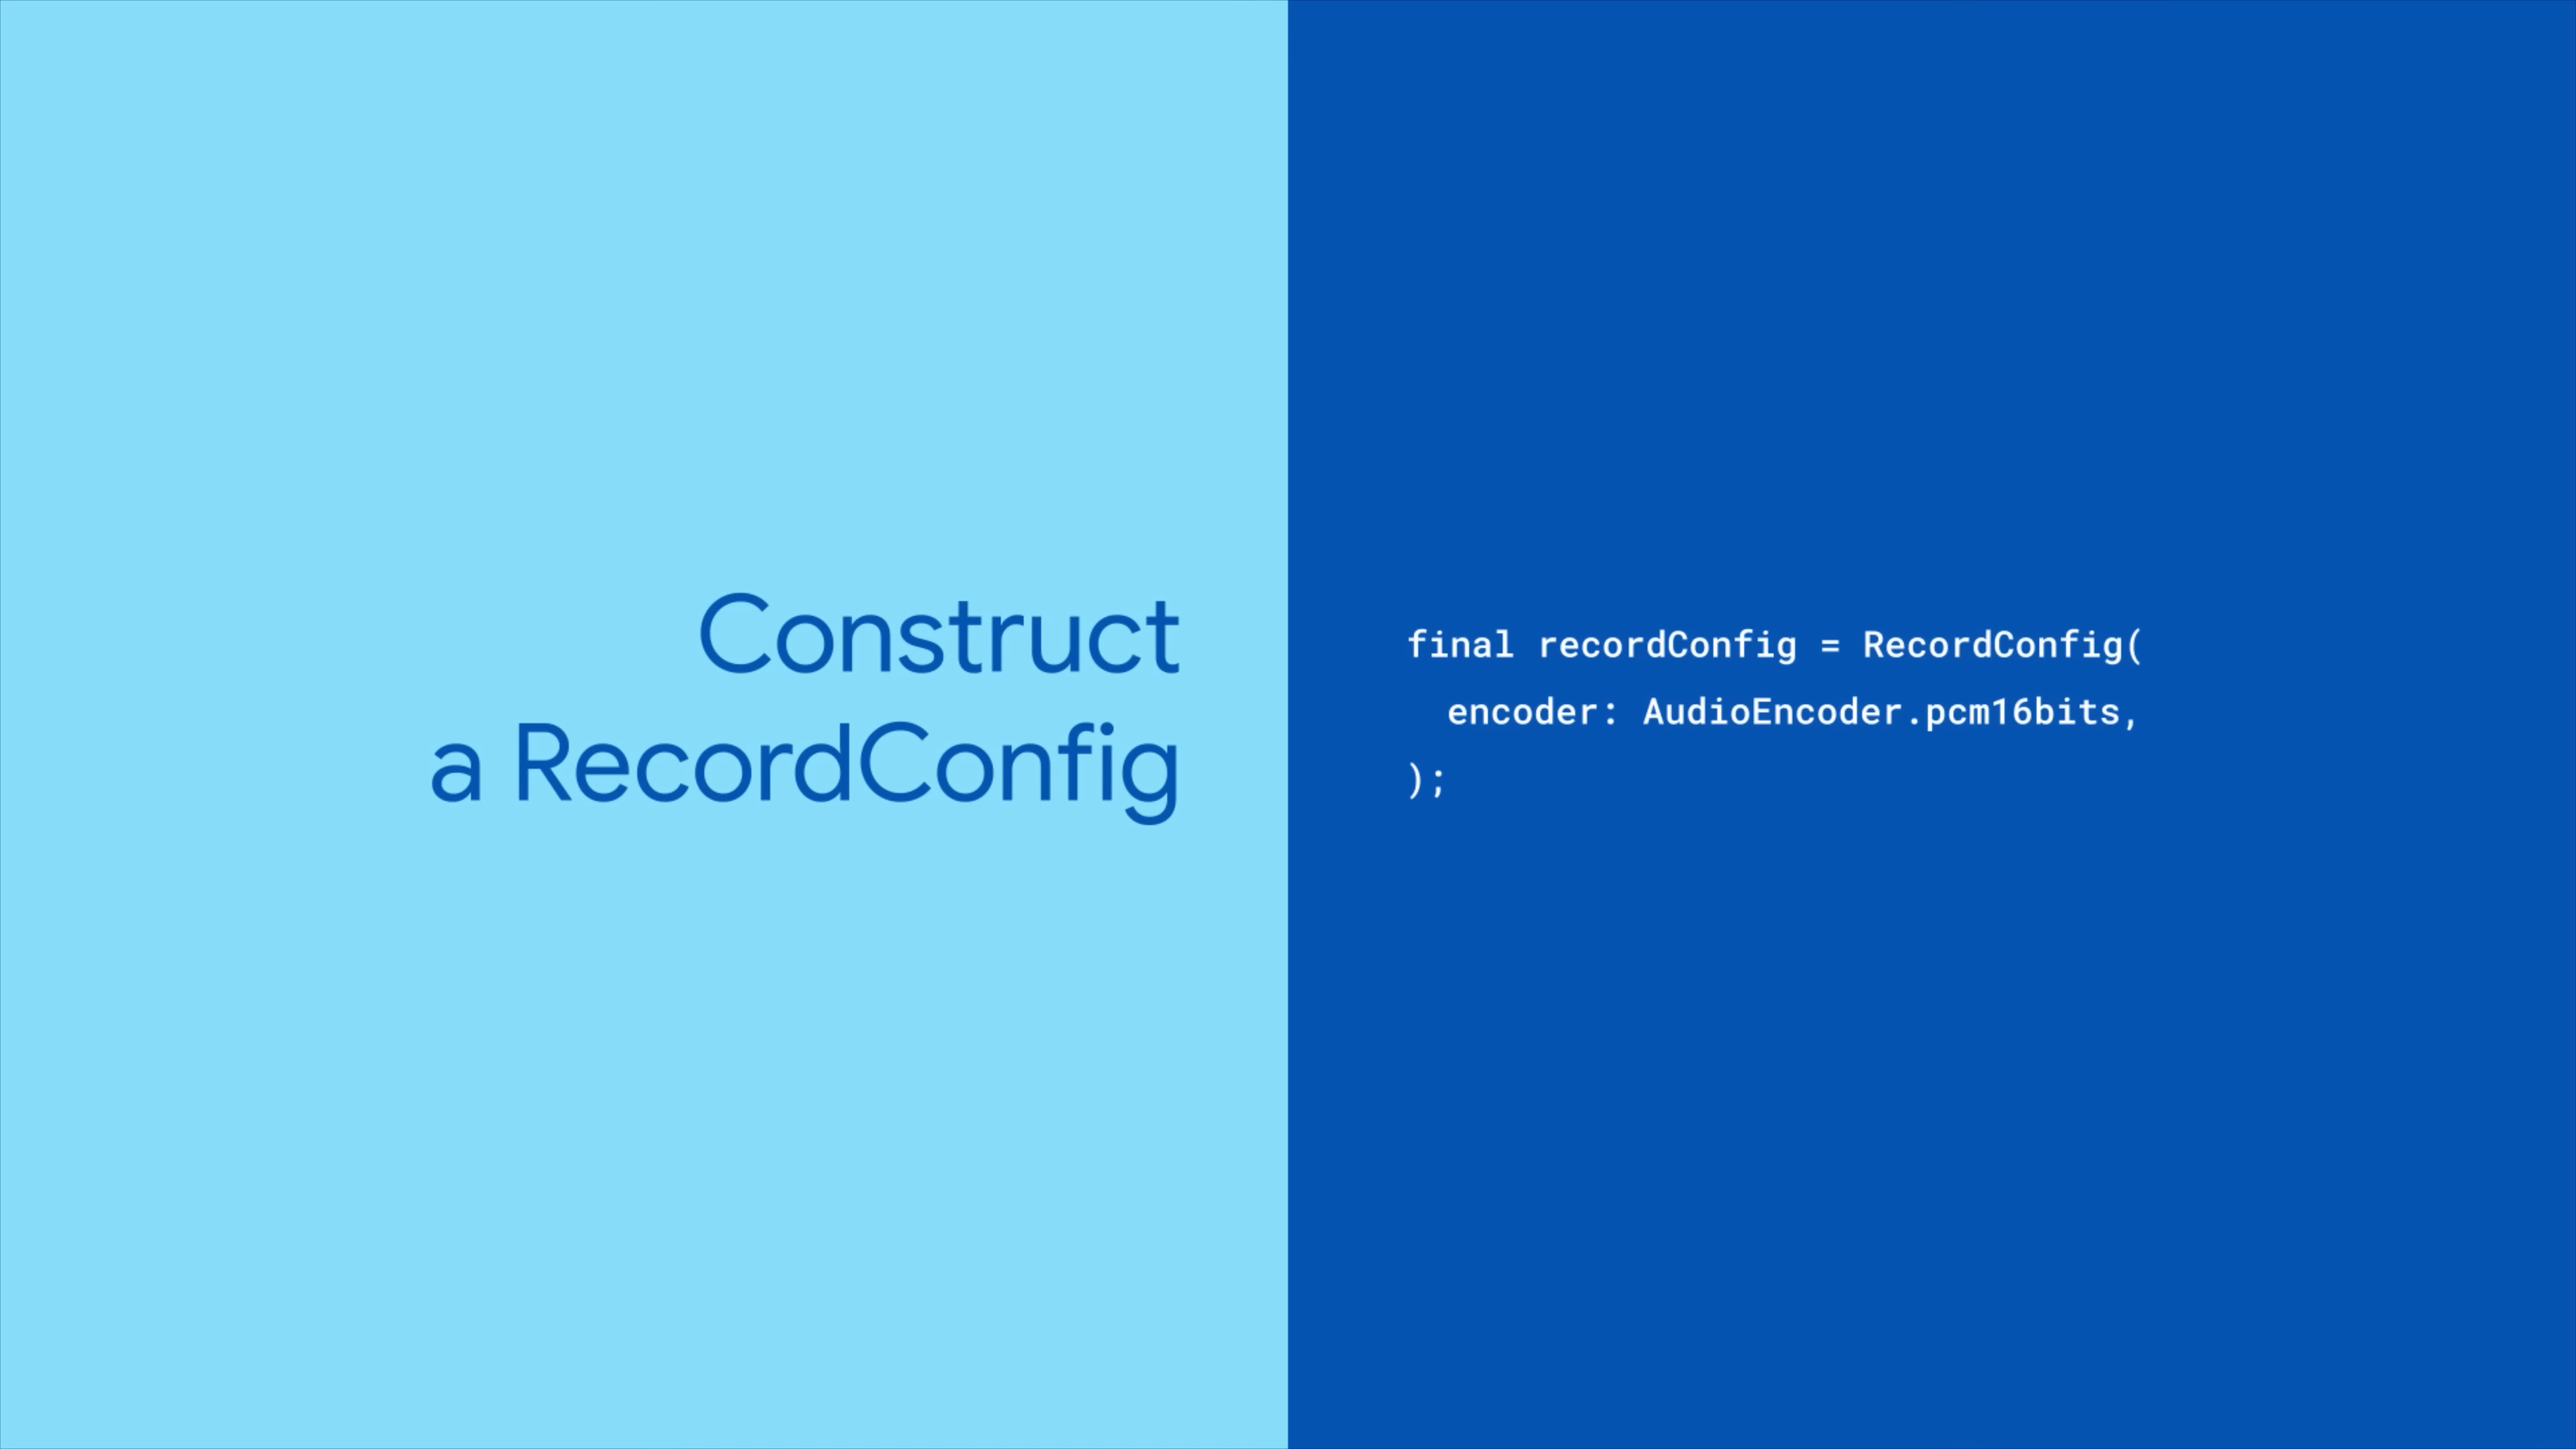 Construct
a RecordConfig
final recordConfig = RecordConfig(
  encoder: AudioEncoder.pcm16bits,
);